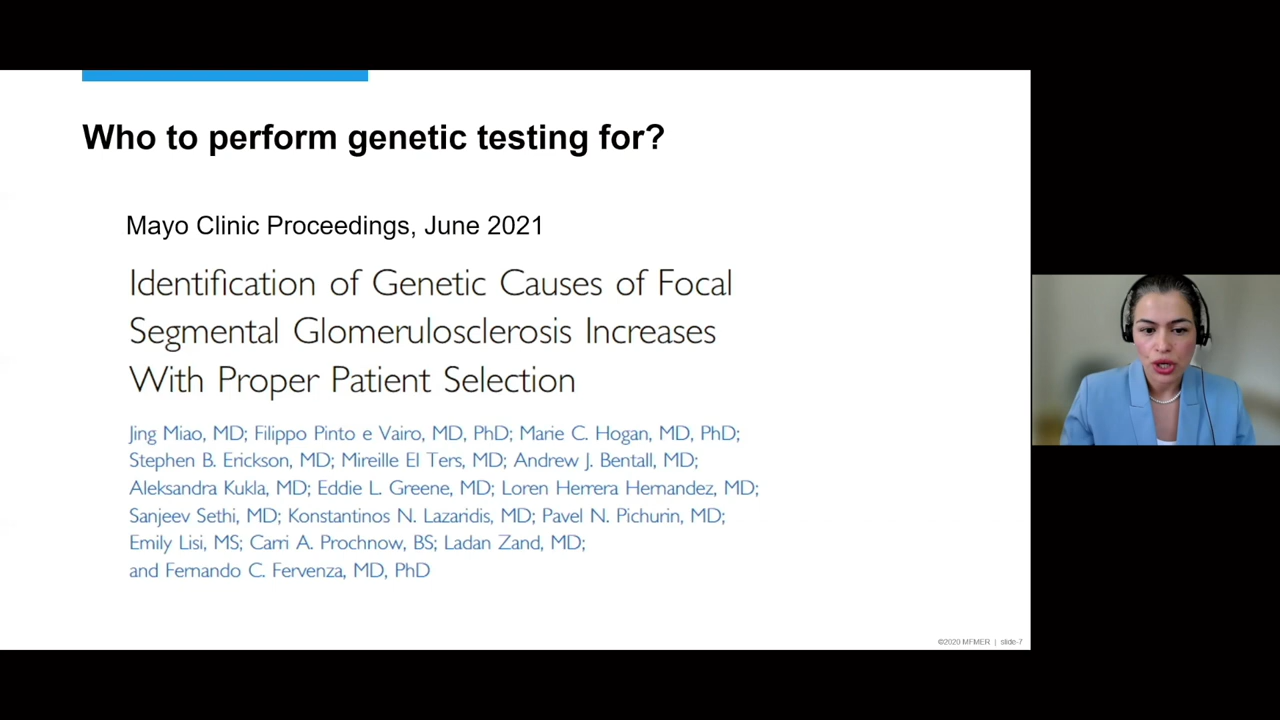 Who to perform genetic testing for?
Mayo Clinic Proceedings, June 2021
Identification of Genetic Causes of Focal
Segmental Glomerulosclerosis Increases
With Proper Patient Selection
Jing Miao, MD; Filippo Pinto e Vairo, MD, PhD; Marie C. Hogan, MD, PhD;
Stephen B. Erickson, MD; Mireille El Ters, MD; Andrew J. Bentall, MD;
Aleksandra Kukla, MD; Eddie L. Greene, MD; Loren Herrera Hernandez, MD;
Sanjeev Sethi, MD; Konstantinos N. Lazaridis, MD; Pavel N. Pichurin, MD;
Emily Lisi, MS; Carri A. Prochnow, BS; Ladan Zand, MD;
and Fernando C. Fervenza, MD, PhD
©2020 MFMER | slide-7